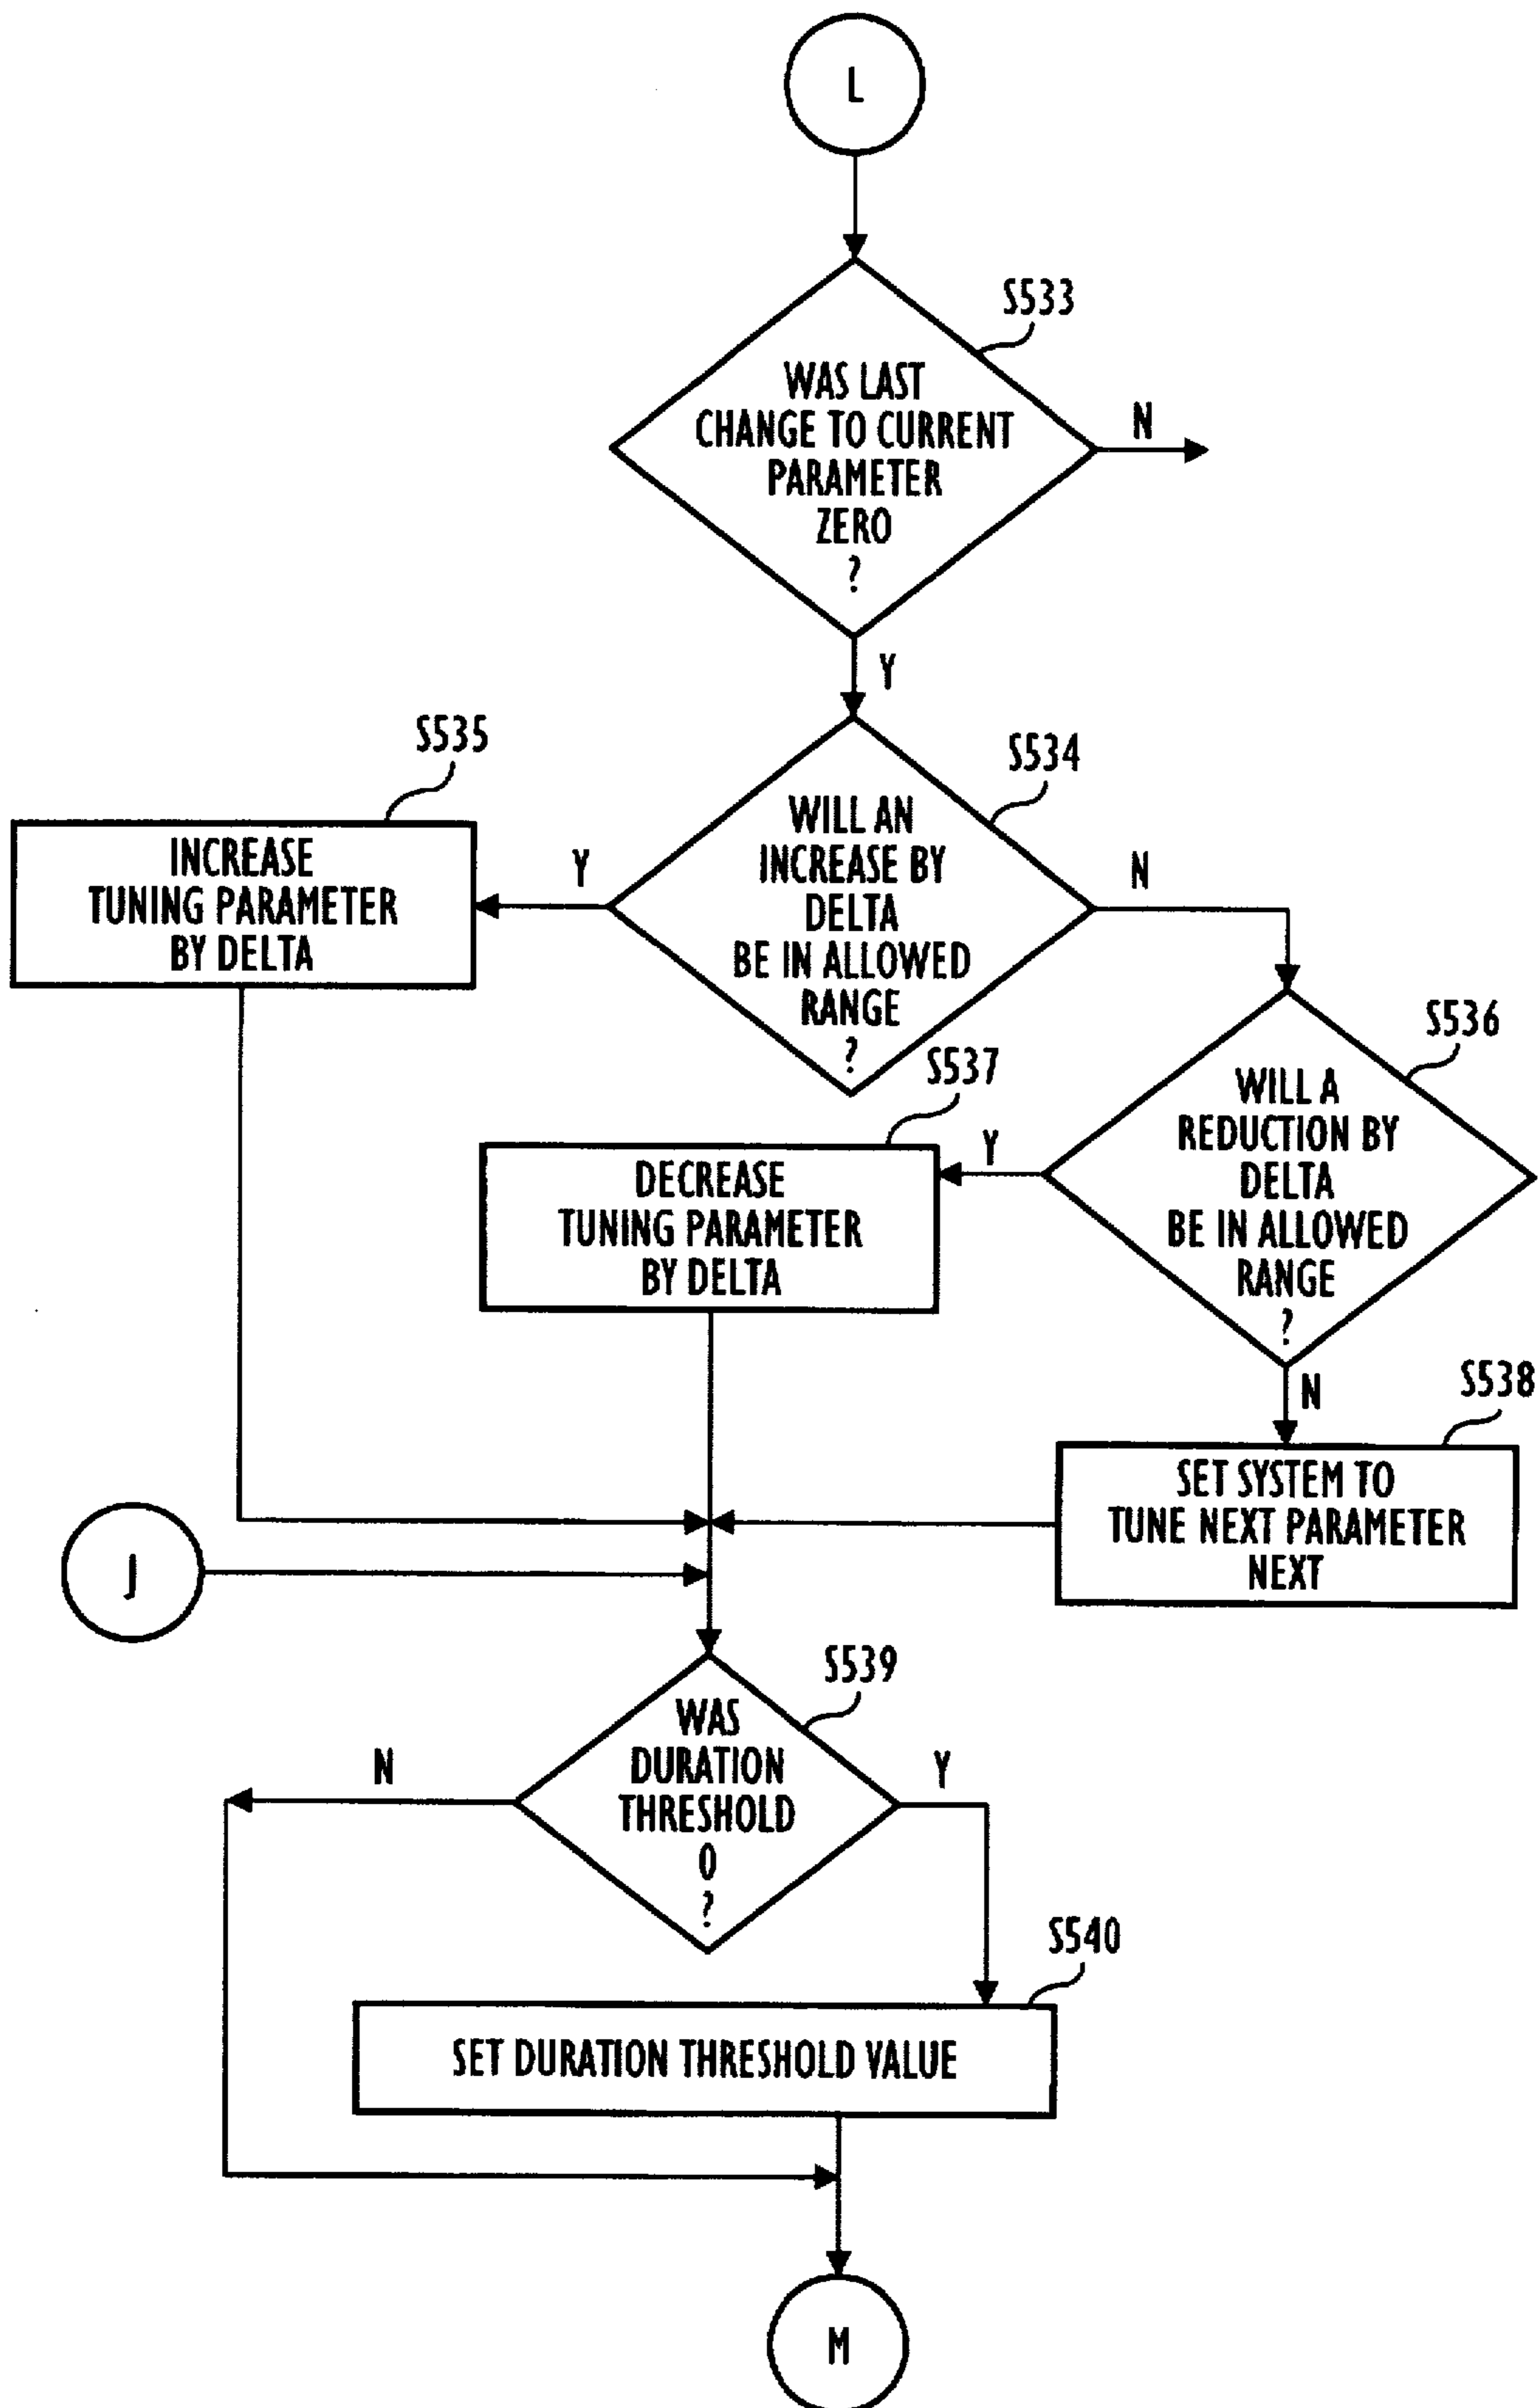 L
S533
WAS LAST
CHANGE TO CURRENT
PARAMETER
ZERO
?
N
Y
S534
WILL AN
INCREASE BY
DELTA
BE IN ALLOWED
RANGE
?
Y
N
S535
INCREASE
TUNING PARAMETER
BY DELTA
S536
WILL A
REDUCTION BY
DELTA
BE IN ALLOWED
RANGE
?
Y
N
S537
DECREASE
TUNING PARAMETER
BY DELTA
S538
SET SYSTEM TO
TUNE NEXT PARAMETER
NEXT
J
S539
WAS
DURATION
THRESHOLD
0
?
N
Y
S540
SET DURATION THRESHOLD VALUE
M